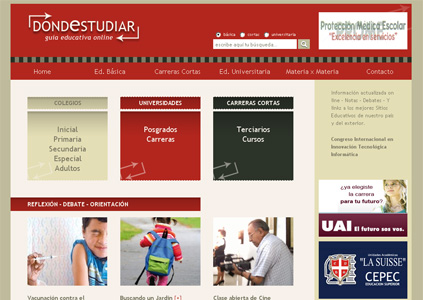 DONDESTUDIAR
guía educativa online
básica cortas universitaria
escribe aquí tu búsqueda...
Protección Médica Escolar
"Excelencia en Servicios"
Home Ed. Básica Carreras Cortas Ed. Universitaria Materia x Materia Contacto
COLEGIOS
Inicial
Primaria
Secundaria
Especial
Adultos
UNIVERSIDADES
Posgrados
Carreras
CARRERAS CORTAS
Terciarios
Cursos
Información actualizada on
line - Notas - Debates - Y
links a los mejores Sitios
Educativos de nuestro país
y del exterior.
Congreso Internacional en
Innovación Tecnológica
Informática
¿ya elegiste
la carrera
para tu futuro?
UAI El futuro sos vos.
"LA SUISSE"
CEPEC
EDUCACION SUPERIOR
REFLEXIÓN - DEBATE - ORIENTACIÓN
Vacunación contra el
Buscando un Jardín [+]
Clase abierta de Cine